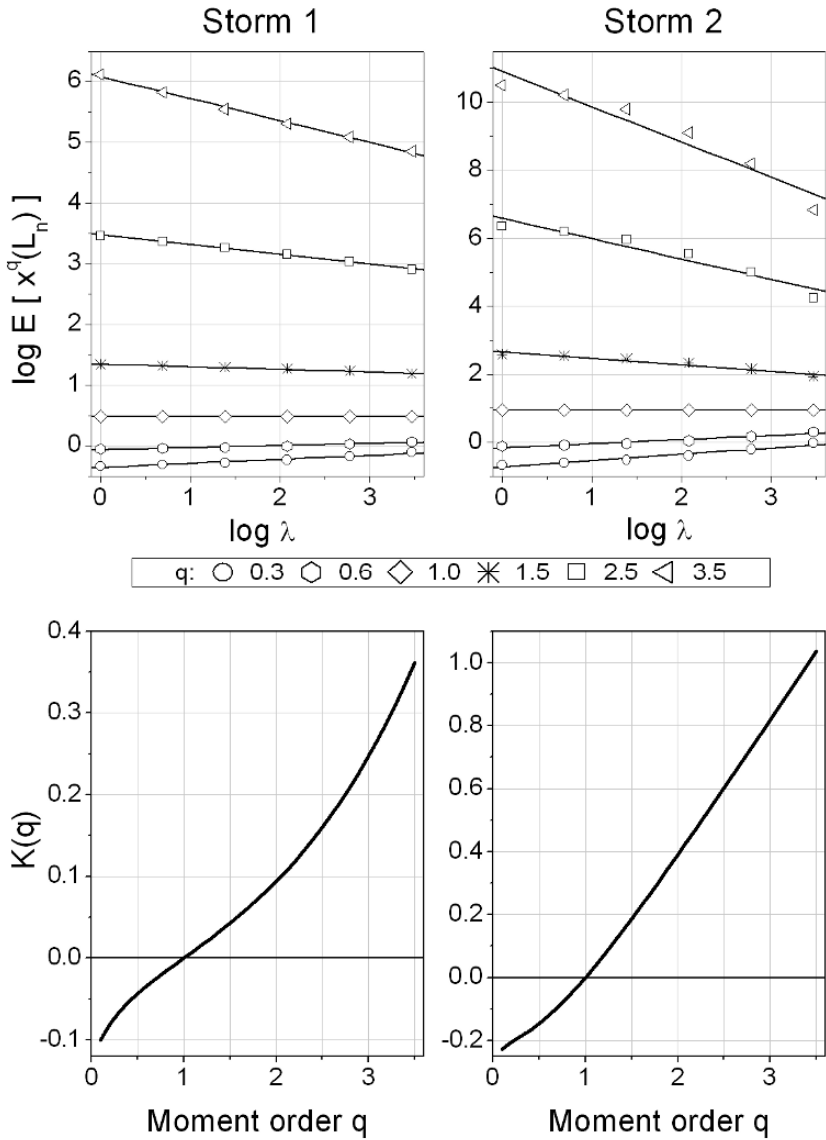 Storm 1
Storm 2
log E [ x^q(L_n) ]
6
5
4
3
2
1
0
10
8
6
4
2
0
0 1 2 3
0 1 2 3
log λ
log λ
q: 0.3 0.6 1.0 1.5 2.5 3.5
K(q)
0.4
0.3
0.2
0.1
0.0
-0.1
1.0
0.8
0.6
0.4
0.2
0.0
-0.2
0 1 2 3
0 1 2 3
Moment order q
Moment order q